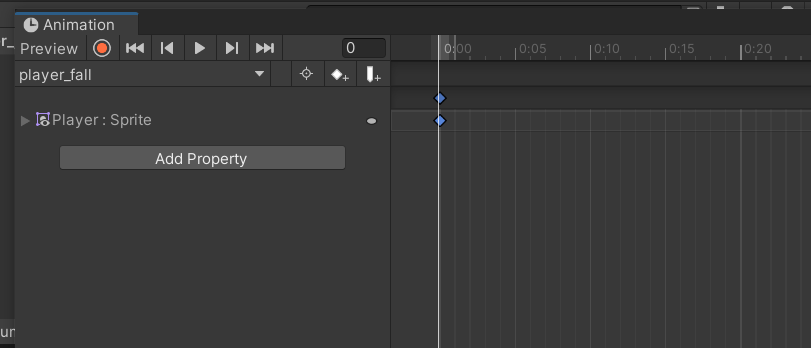 Animation
Preview
0
0:00 0:05 0:10 0:15 0:20
player_fall
Player : Sprite
Add Property